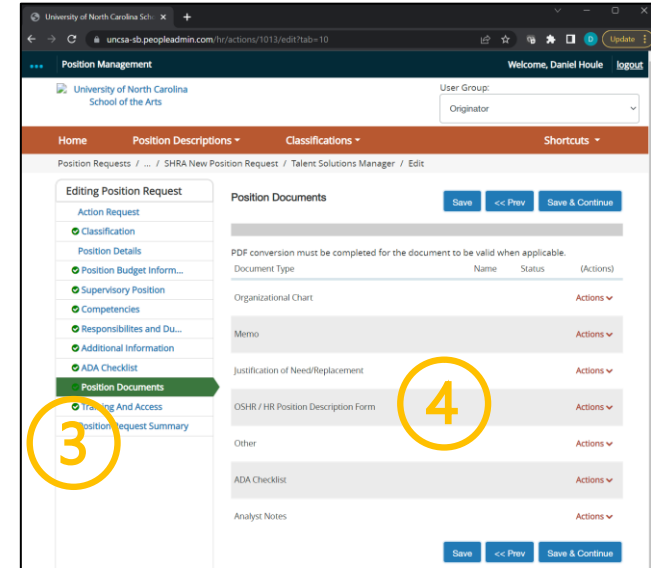 University of North Carolina Scho
uncsa-sb.peopleadmin.com/hr/actions/1013/edit?tab=10
D
Update
Position Management
Welcome, Daniel Houle
logout
University of North Carolina
School of the Arts
User Group:
Originator
Home
Position Descriptions
Classifications
Shortcuts
Position Requests / ... / SHRA New Position Request / Talent Solutions Manager / Edit
Editing Position Request
Action Request
Classification
Position Details
Position Budget Inform...
Supervisory Position
Competencies
Responsibilites and Du...
Additional Information
ADA Checklist
Position Documents
Training And Access
Position Request Summary
3
Position Documents
Save
<< Prev
Save & Continue
PDF conversion must be completed for the document to be valid when applicable.
Document Type Name Status (Actions)
Organizational Chart Actions
Memo Actions
Justification of Need/Replacement Actions
OSHR / HR Position Description Form Actions
4
Other Actions
ADA Checklist Actions
Analyst Notes Actions
Save
<< Prev
Save & Continue